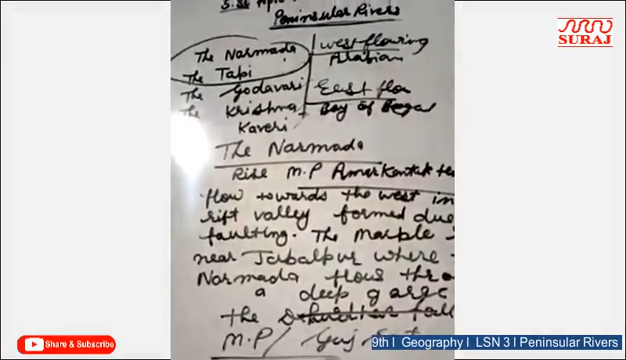 Peninsular Rivers
The Narmada west flowing
The Tapi Arabian
The Godavari East flow
The Krishna Bay of Bengal
Kaveri
The Narmada
Rise M.P Amarkantak
flow towards the west in
rift valley formed due
faulting. The Marble
near Jabalpur where
Narmada flows thro
a deep gorge
the
M.P / Guj
SURAJ
Share & Subscribe
9th I Geography I LSN 3 I Peninsular Rivers